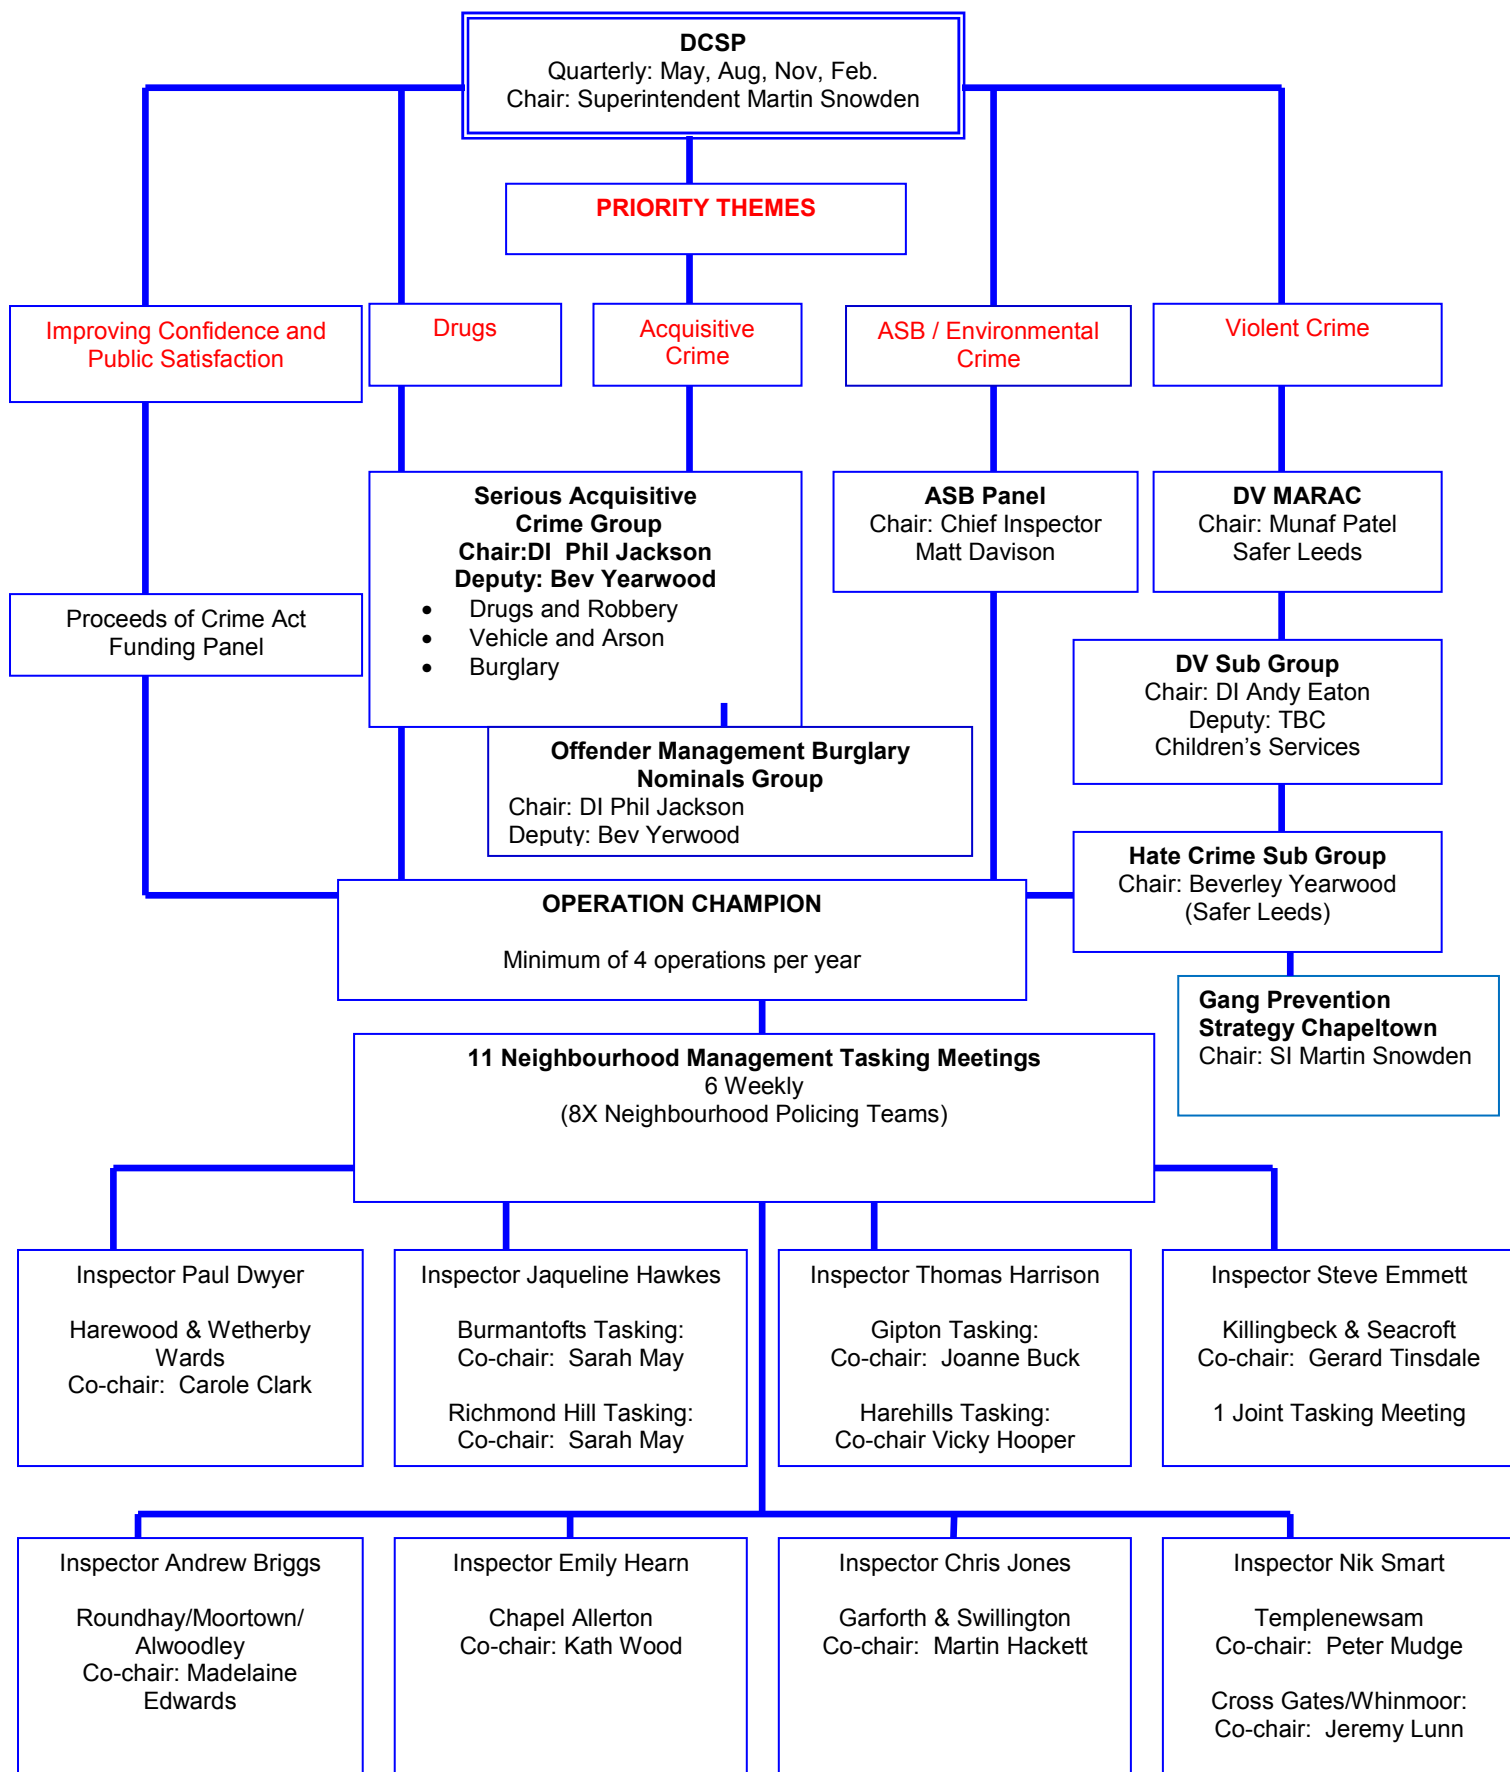 DCSP
Quarterly: May, Aug, Nov, Feb.
Chair: Superintendent Martin Snowden
PRIORITY THEMES
Improving Confidence and
Public Satisfaction
Drugs
Acquisitive
Crime
ASB / Environmental
Crime
Violent Crime
Serious Acquisitive
Crime Group
Chair:DI  Phil Jackson
Deputy: Bev Yearwood
• Drugs and Robbery
• Vehicle and Arson
• Burglary
ASB Panel
Chair: Chief Inspector
Matt Davison
DV MARAC
Chair: Munaf Patel
Safer Leeds
Proceeds of Crime Act
Funding Panel
DV Sub Group
Chair: DI Andy Eaton
Deputy: TBC
Children’s Services
Offender Management Burglary
Nominals Group
Chair: DI Phil Jackson
Deputy: Bev Yerwood
Hate Crime Sub Group
Chair: Beverley Yearwood
(Safer Leeds)
OPERATION CHAMPION
Minimum of 4 operations per year
Gang Prevention
Strategy Chapeltown
Chair: SI Martin Snowden
11 Neighbourhood Management Tasking Meetings
6 Weekly
(8X Neighbourhood Policing Teams)
Inspector Paul Dwyer
Harewood & Wetherby
Wards
Co-chair:  Carole Clark
Inspector Jaqueline Hawkes
Burmantofts Tasking:
Co-chair:  Sarah May
Richmond Hill Tasking:
Co-chair:  Sarah May
Inspector Thomas Harrison
Gipton Tasking:
Co-chair:  Joanne Buck
Harehills Tasking:
Co-chair Vicky Hooper
Inspector Steve Emmett
Killingbeck & Seacroft
Co-chair:  Gerard Tinsdale
1 Joint Tasking Meeting
Inspector Andrew Briggs
Roundhay/Moortown/
Alwoodley
Co-chair: Madelaine
Edwards
Inspector Emily Hearn
Chapel Allerton
Co-chair: Kath Wood
Inspector Chris Jones
Garforth & Swillington
Co-chair:  Martin Hackett
Inspector Nik Smart
Templenewsam
Co-chair:  Peter Mudge
Cross Gates/Whinmoor:
Co-chair:  Jeremy Lunn